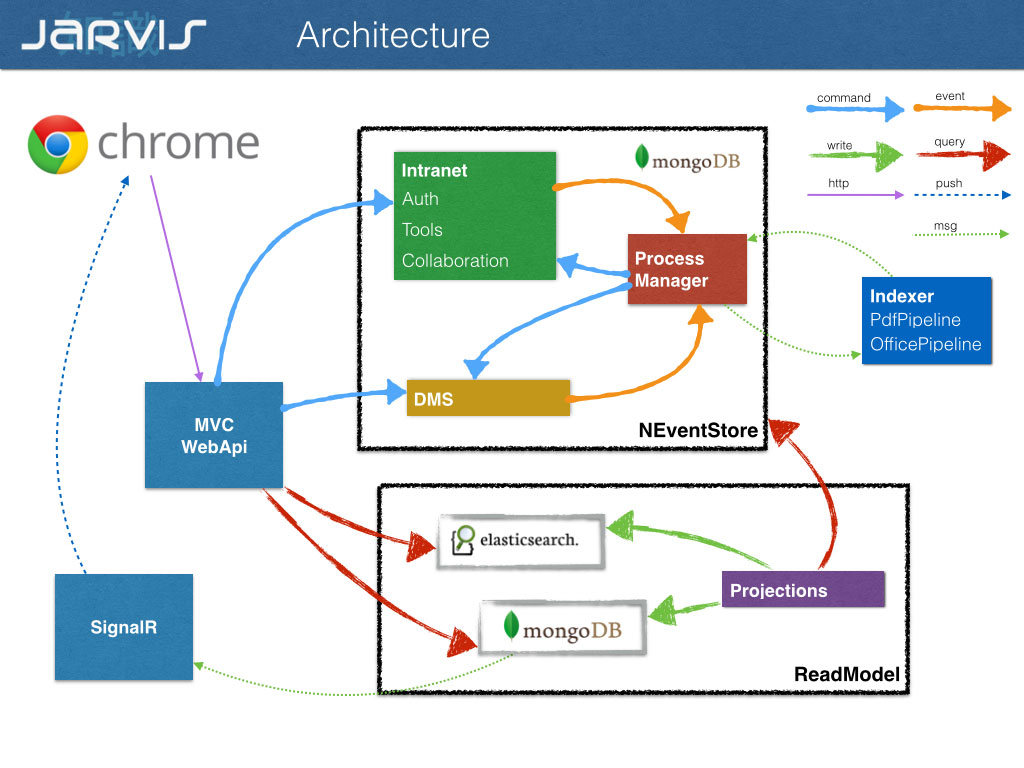 JARVIS
Architecture
command
event
write
query
http
push
msg
chrome
Intranet
Auth
Tools
Collaboration
mongoDB
Process
Manager
Indexer
PdfPipeline
OfficePipeline
DMS
NEventStore
MVC
WebApi
elasticsearch.
Projections
mongoDB
SignalR
ReadModel